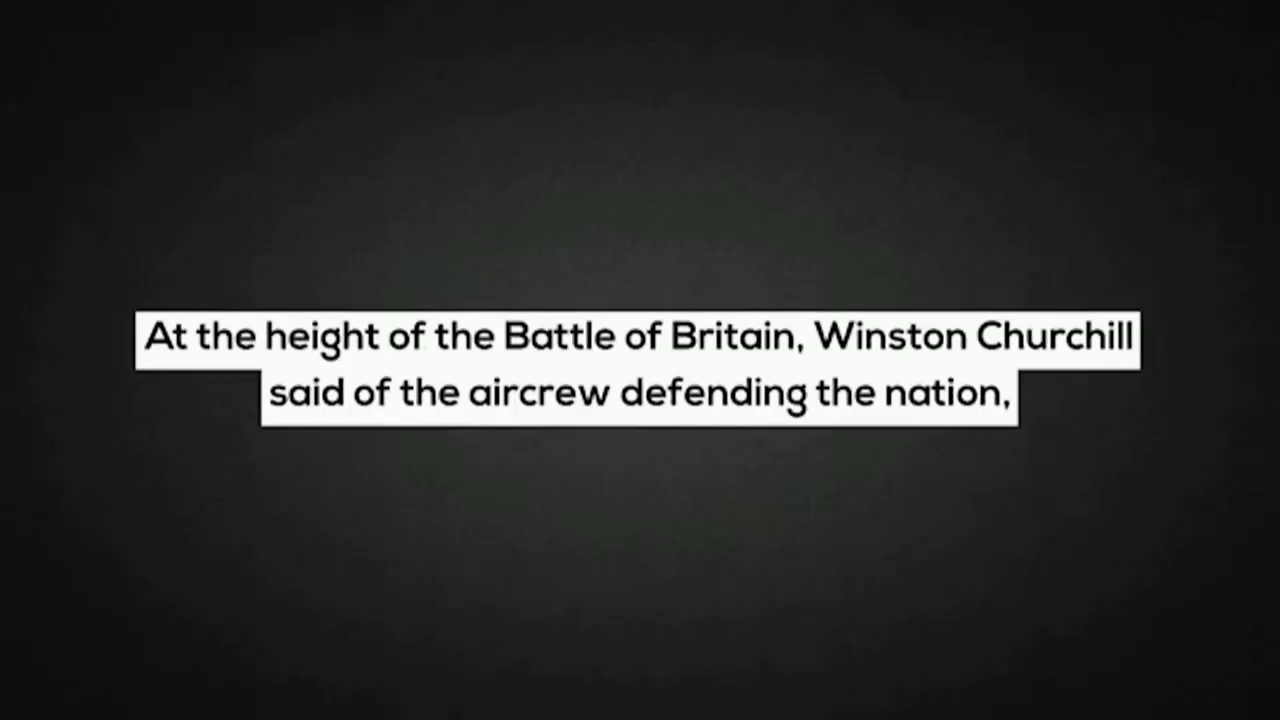 At the height of the Battle of Britain, Winston Churchill
said of the aircrew defending the nation,